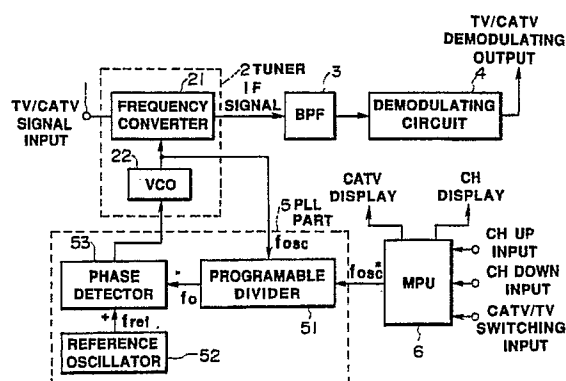 TV/CATV
DEMODULATING
OUTPUT
21
2 TUNER
IF
SIGNAL
3
4
TV/CATV
SIGNAL
INPUT
FREQUENCY
CONVERTER
BPF
DEMODULATING
CIRCUIT
22
VCO
CATV
DISPLAY
CH
DISPLAY
5 PLL
PART
53
fosc
fosc*
CH UP
INPUT
PHASE
DETECTOR
-
fo
PROGRAMABLE
DIVIDER
MPU
CH DOWN
INPUT
+
fref
51
CATV/TV
SWITCHING
INPUT
REFERENCE
OSCILLATOR
52
6